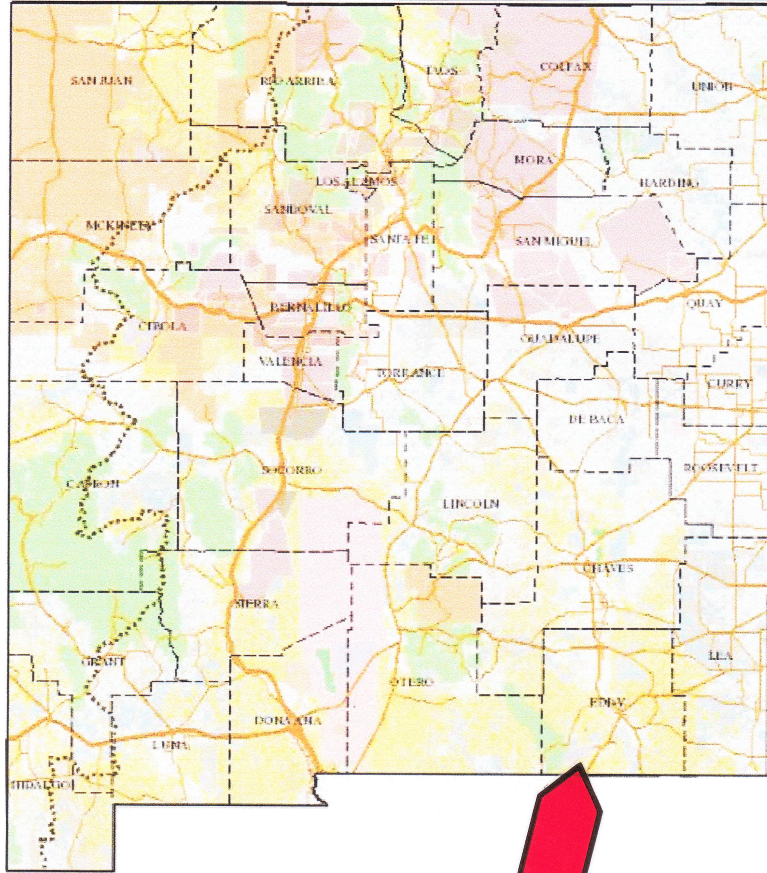 TAOS
COLFAX
SAN JUAN
RIO ARRIBA
UNION
MORA
LOS ALAMOS
HARDING
SANDOVAL
MCKINLEY
SANTA FE
SAN MIGUEL
BERNALILLO
QUAY
CIBOLA
GUADALUPE
VALENCIA
TORRANCE
CURRY
DE BACA
SOCORRO
ROOSEVELT
CATRON
LINCOLN
CHAVES
SIERRA
GRANT
LEA
OTERO
EDDY
DONA ANA
LUNA
HIDALGO